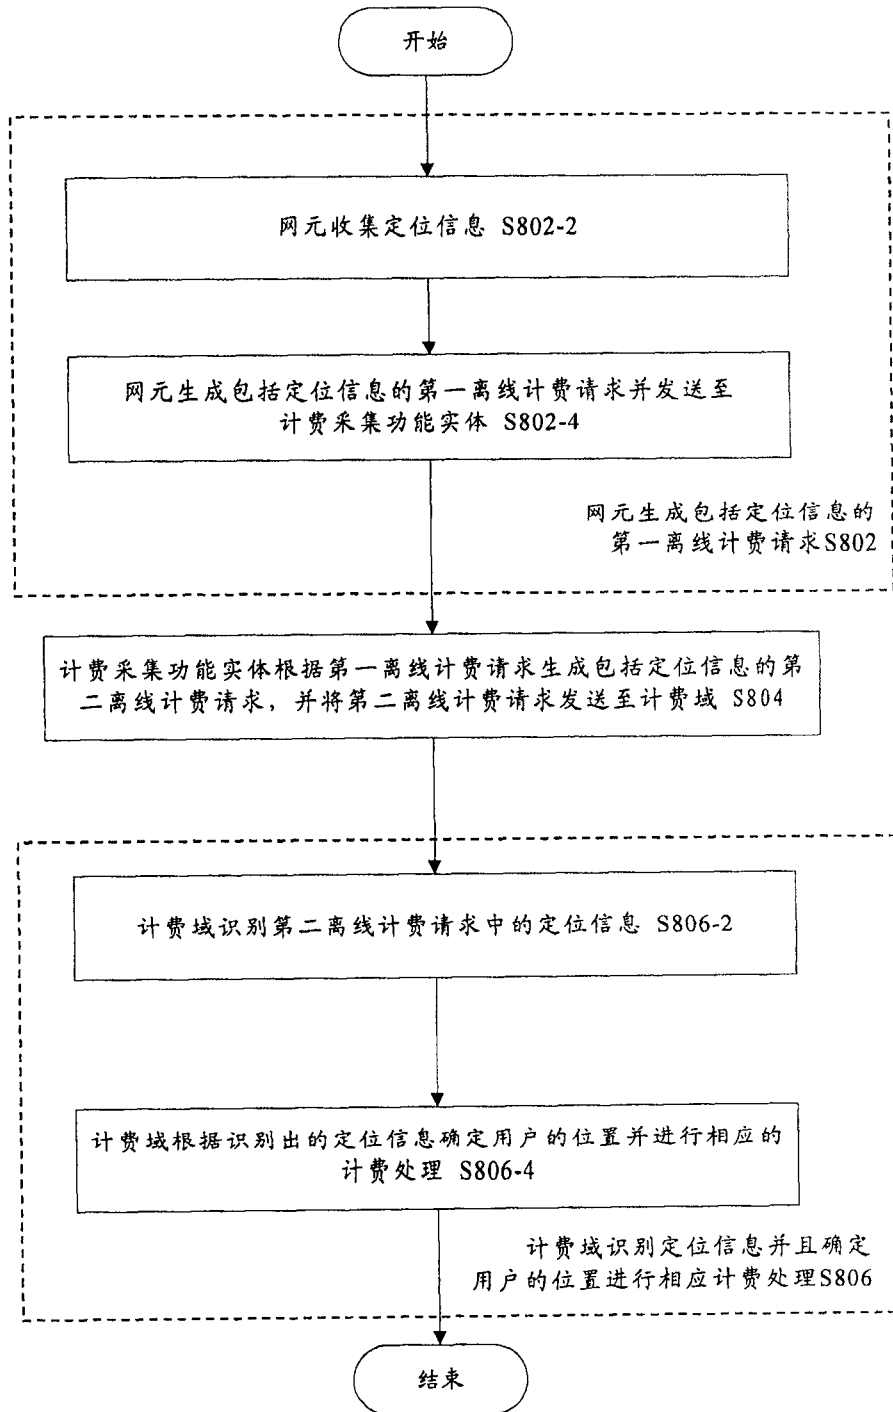 开始
网元收集定位信息 S802-2
网元生成包括定位信息的第一离线计费请求并发送至
计费采集功能实体 S802-4
网元生成包括定位信息的
第一离线计费请求S802
计费采集功能实体根据第一离线计费请求生成包括定位信息的第
二离线计费请求，并将第二离线计费请求发送至计费域 S804
计费域识别第二离线计费请求中的定位信息 S806-2
计费域根据识别出的定位信息确定用户的位置并进行相应的
计费处理 S806-4
计费域识别定位信息并且确定
用户的位置进行相应计费处理S806
结束